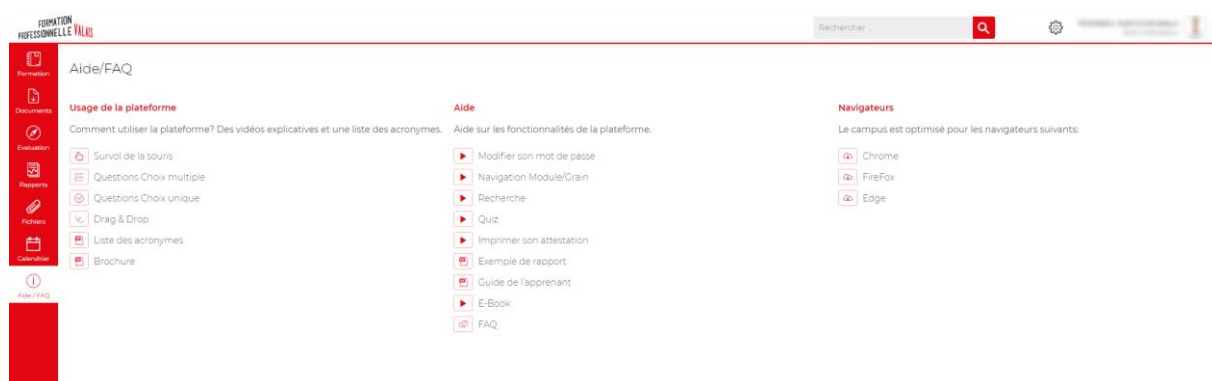 FORMATION
PROFESSIONNELLE VALAIS
Rechercher ...
Formation
Documents
Evaluation
Rapports
Fichiers
Calendrier
Aide / FAQ
Aide/FAQ
Usage de la plateforme
Comment utiliser la plateforme? Des vidéos explicatives et une liste des acronymes.
Survol de la souris
Questions Choix multiple
Questions Choix unique
Drag & Drop
Liste des acronymes
Brochure
Aide
Aide sur les fonctionnalités de la plateforme.
Modifier son mot de passe
Navigation Module/Grain
Recherche
Quiz
Imprimer son attestation
Exemple de rapport
Guide de l'apprenant
E-Book
FAQ
Navigateurs
Le campus est optimisé pour les navigateurs suivants:
Chrome
FireFox
Edge